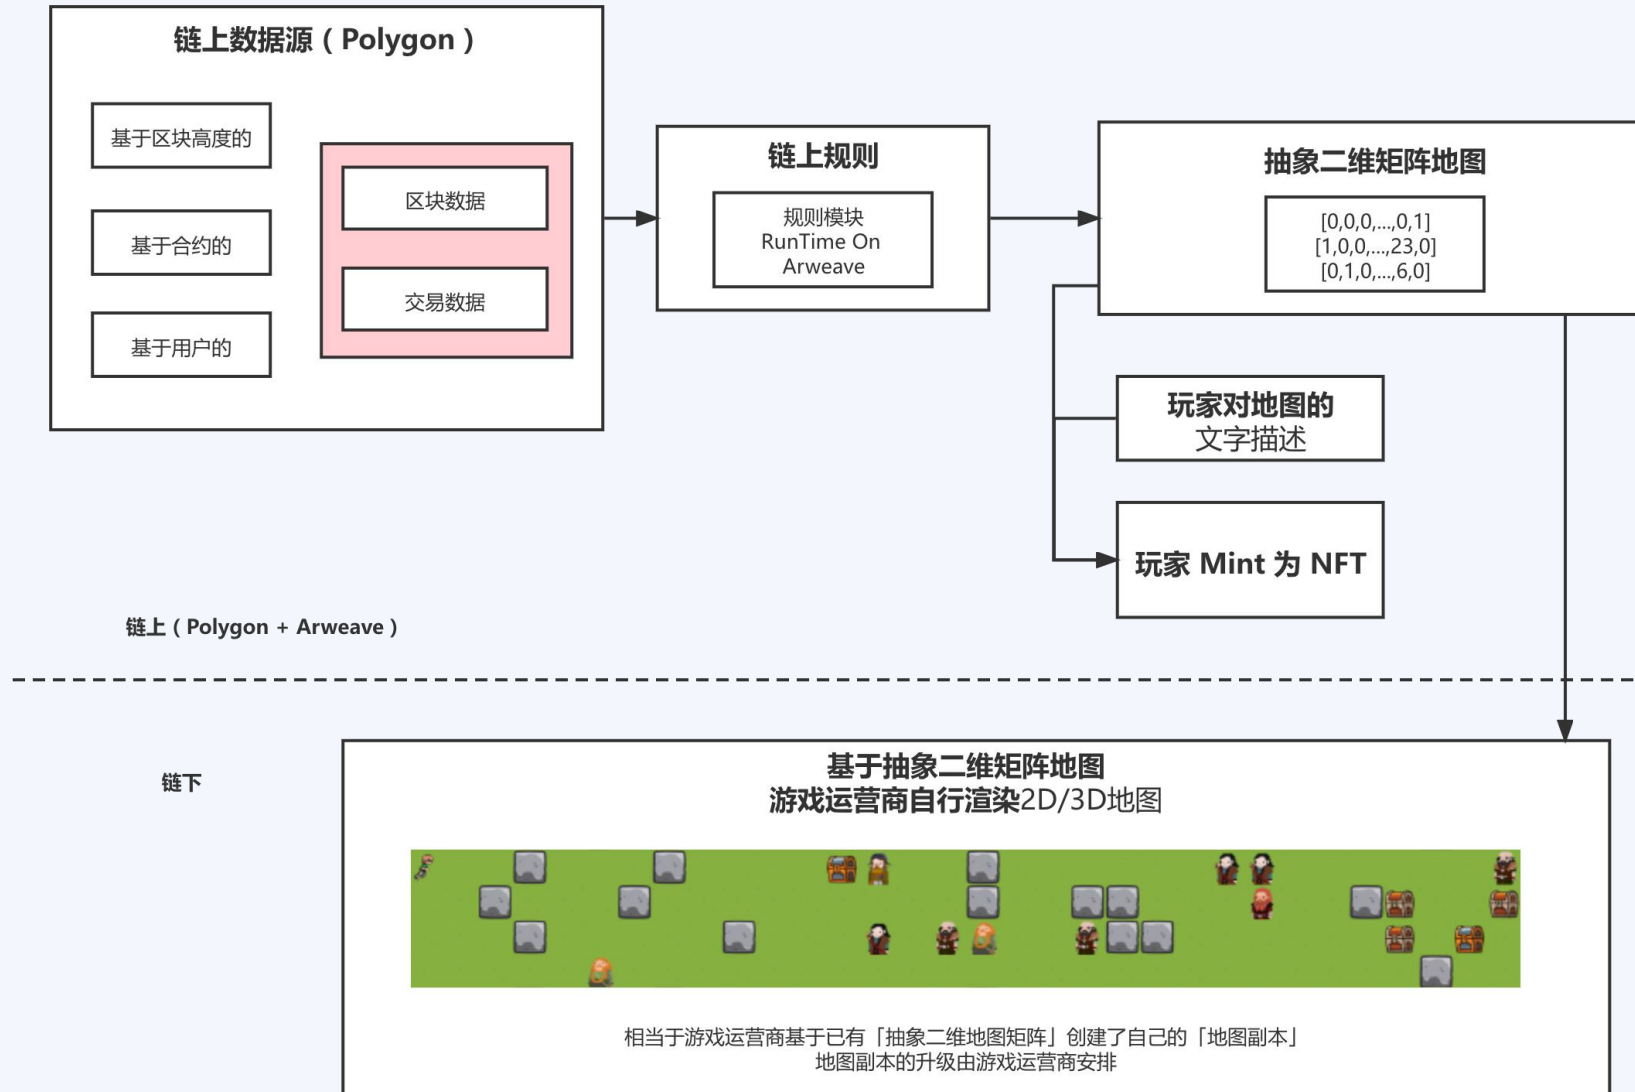 链上数据源（Polygon）
基于区块高度的
基于合约的
基于用户的
区块数据
交易数据
链上规则
规则模块
RunTime On
Arweave
抽象二维矩阵地图
[0,0,0,...,0,1]
[1,0,0,...,23,0]
[0,1,0,...,6,0]
玩家对地图的
文字描述
玩家 Mint 为 NFT
链上（Polygon + Arweave）
链下
基于抽象二维矩阵地图
游戏运营商自行渲染2D/3D地图
相当于游戏运营商基于已有「抽象二维地图矩阵」创建了自己的「地图副本」
地图副本的升级由游戏运营商安排